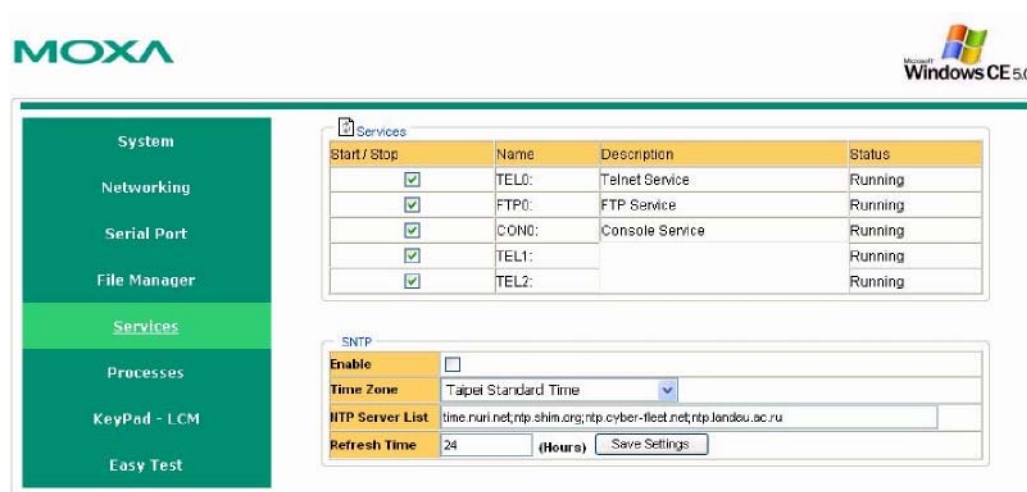 MOXA
Microsoft
Windows CE 5.0
System
Networking
Serial Port
File Manager
Services
Processes
KeyPad - LCM
Easy Test
Services
Start / Stop Name Description Status
TEL0: Telnet Service Running
FTP0: FTP Service Running
CON0: Console Service Running
TEL1: Running
TEL2: Running
SNTP
Enable
Time Zone Taipei Standard Time
NTP Server List time.nuri.net;ntp.shim.org;ntp.cyber-fleet.net;ntp.landau.ac.ru
Refresh Time 24 (Hours) Save Settings